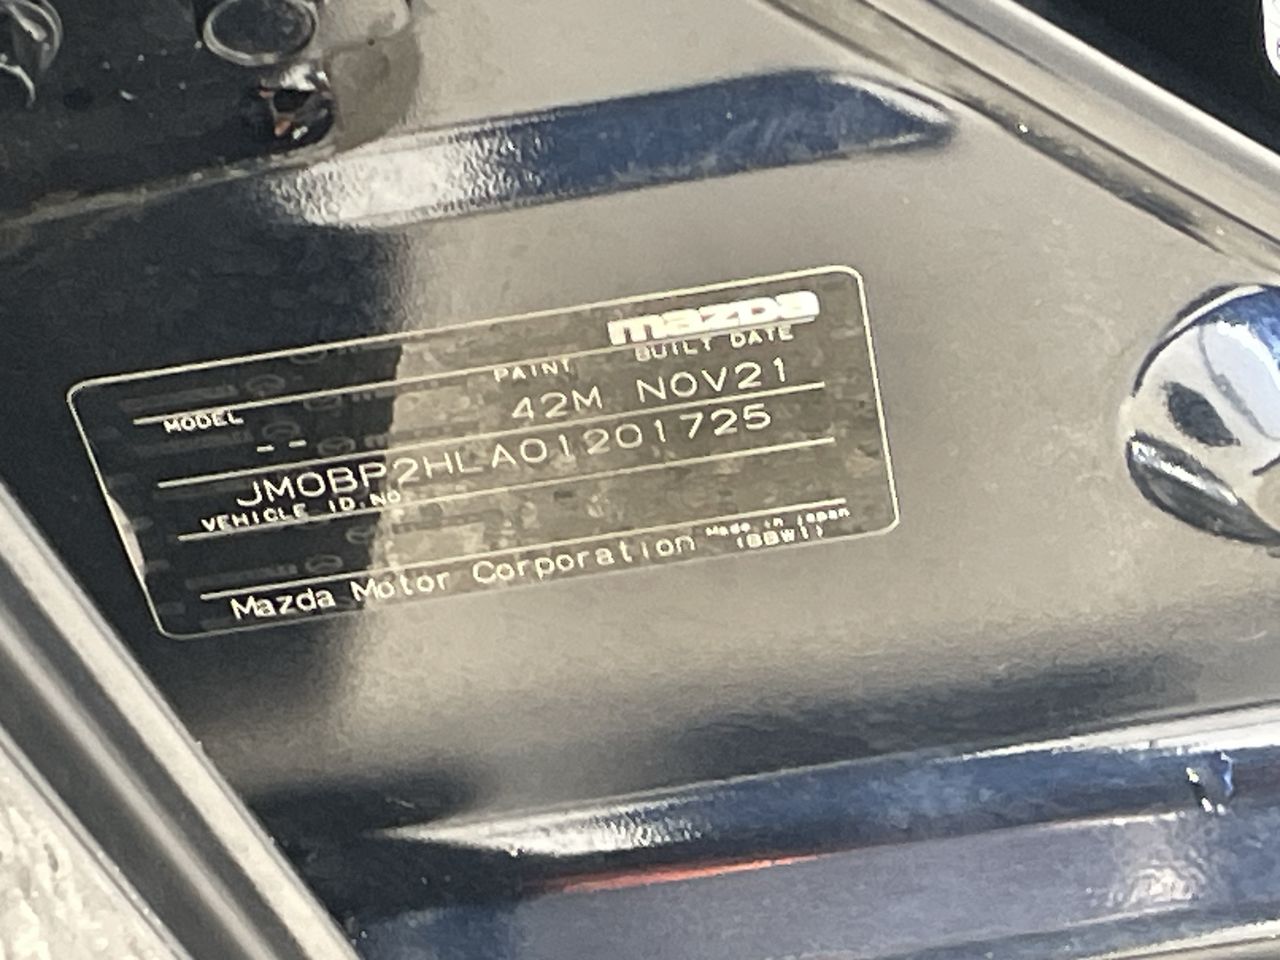 mazda
MODEL PAINT BUILT DATE
-- 42M NOV21
JM0BP2HLA01201725
VEHICLE ID.NO
Mazda Motor Corporation Made in Japan
(BBW1)